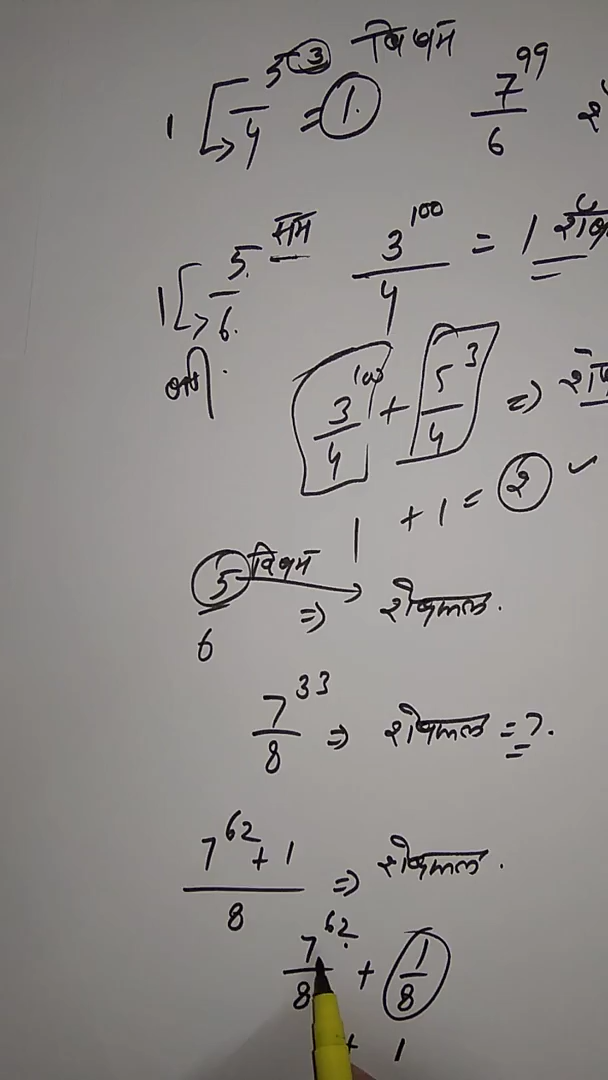 5^3 विषम
1 [→ 5/4 = 1. 7^99/6
5^सम
1 [→ 5/6. 3^100/4 = 1
3^100/4 + 5^3/4 =>
1 + 1 = 2 ✓
5^विषम/6 => शेषफल.
7^33/8 => शेषफल = ?.
7^62 + 1/8 => शेषफल.
7^62/8 + 1/8
+ 1